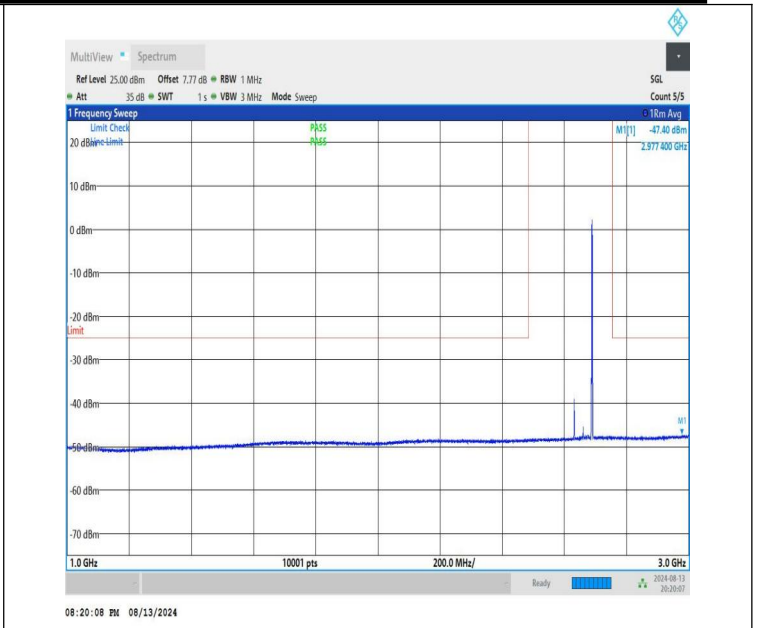 R S
MultiView Spectrum
Ref Level 25.00 dBm Offset 7.77 dB RBW 1 MHz SGL
Att 35 dB SWT 1 s VBW 3 MHz Mode Sweep Count 5/5
1 Frequency Sweep 1Rm Avg
Limit Check PASS M1[1] -47.40 dBm
20 dBm Line Limit PASS 2.977 400 GHz
10 dBm
0 dBm
-10 dBm
-20 dBm
Limit
-30 dBm
-40 dBm
M1
-50 dBm
-60 dBm
-70 dBm
1.0 GHz 10001 pts 200.0 MHz/ 3.0 GHz
Ready 2024-08-13
20:20:07
08:20:08 PM 08/13/2024